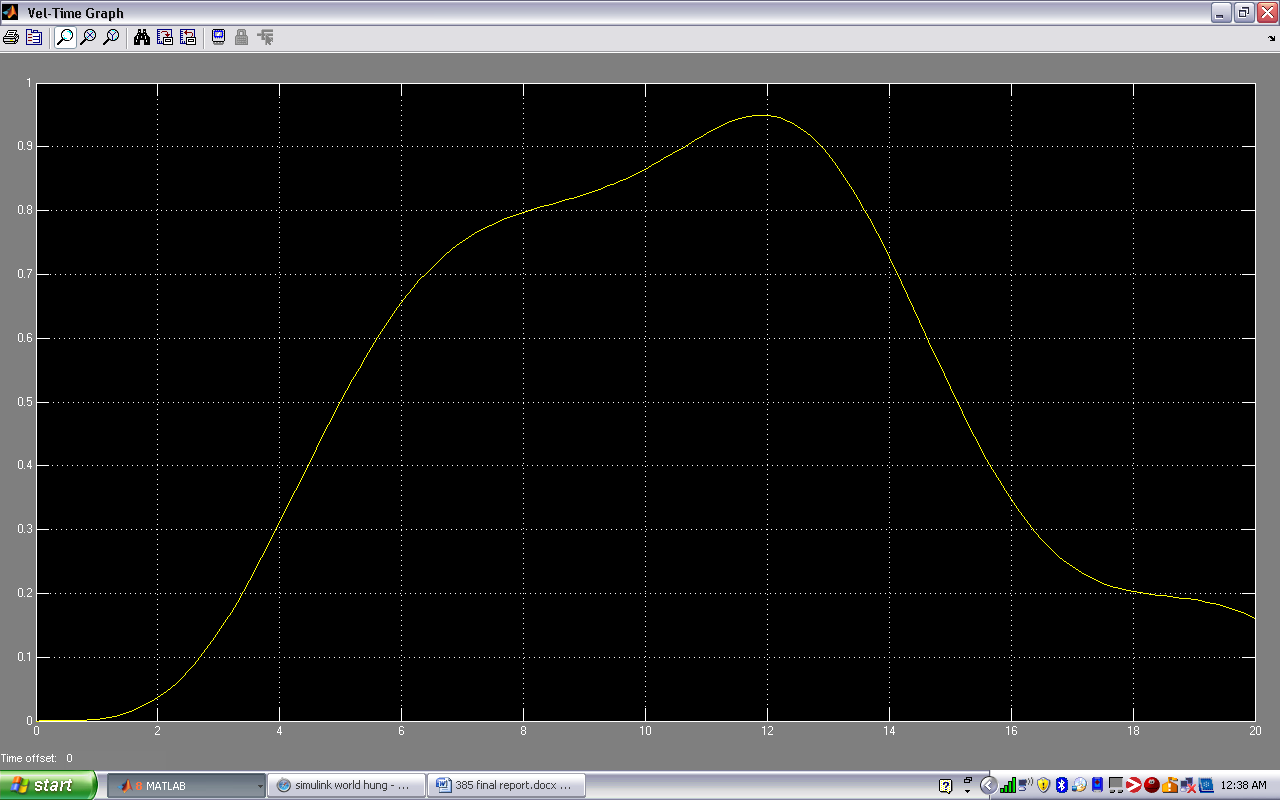 Vel-Time Graph
1
0.9
0.8
0.7
0.6
0.5
0.4
0.3
0.2
0.1
0
0 2 4 6 8 10 12 14 16 18 20
Time offset: 0
start 8 MATLAB simulink world hung - ... 385 final report.docx ... 12:38 AM